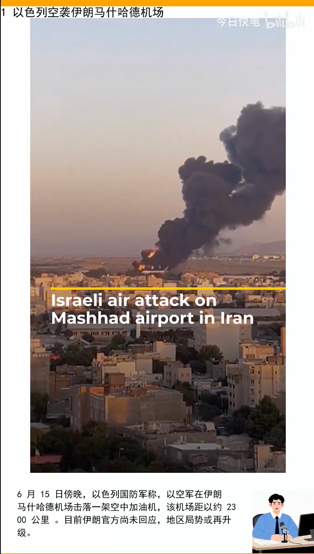 1 以色列空袭伊朗马什哈德机场
今日快电 bilibili
Israeli air attack on
Mashhad airport in Iran
6 月 15 日傍晚，以色列国防军称，以空军在伊朗
马什哈德机场击落一架空中加油机，该机场距以约 23
00 公里 。目前伊朗官方尚未回应，地区局势或再升
级。